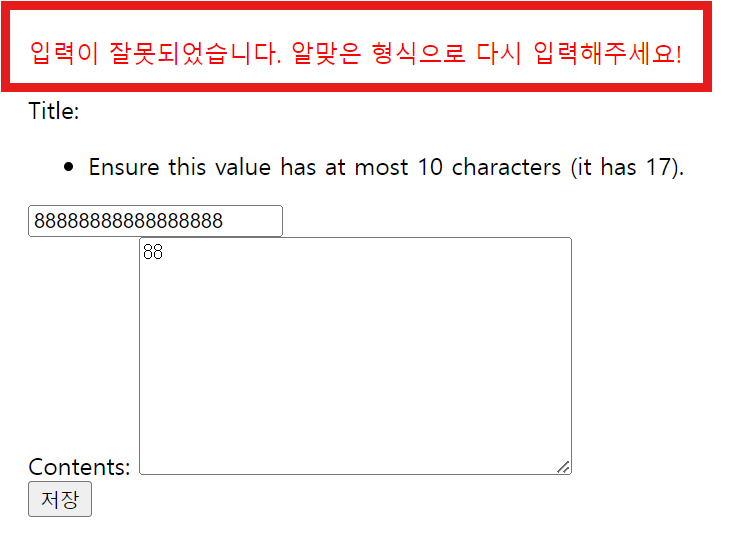 입력이 잘못되었습니다. 알맞은 형식으로 다시 입력해주세요!
Title:
• Ensure this value has at most 10 characters (it has 17).
88888888888888888
88
Contents:
저장